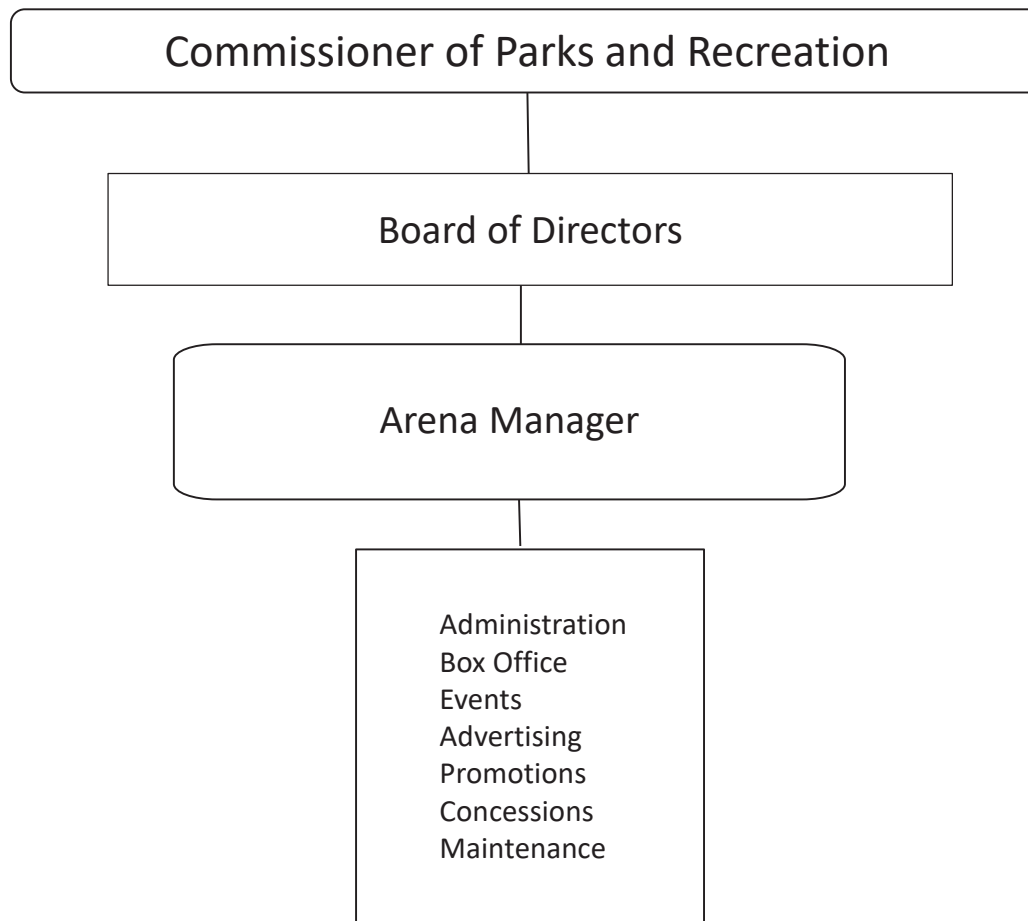 Commissioner of Parks and Recreation
Board of Directors
Arena Manager
Administration
Box Office
Events
Advertising
Promotions
Concessions
Maintenance